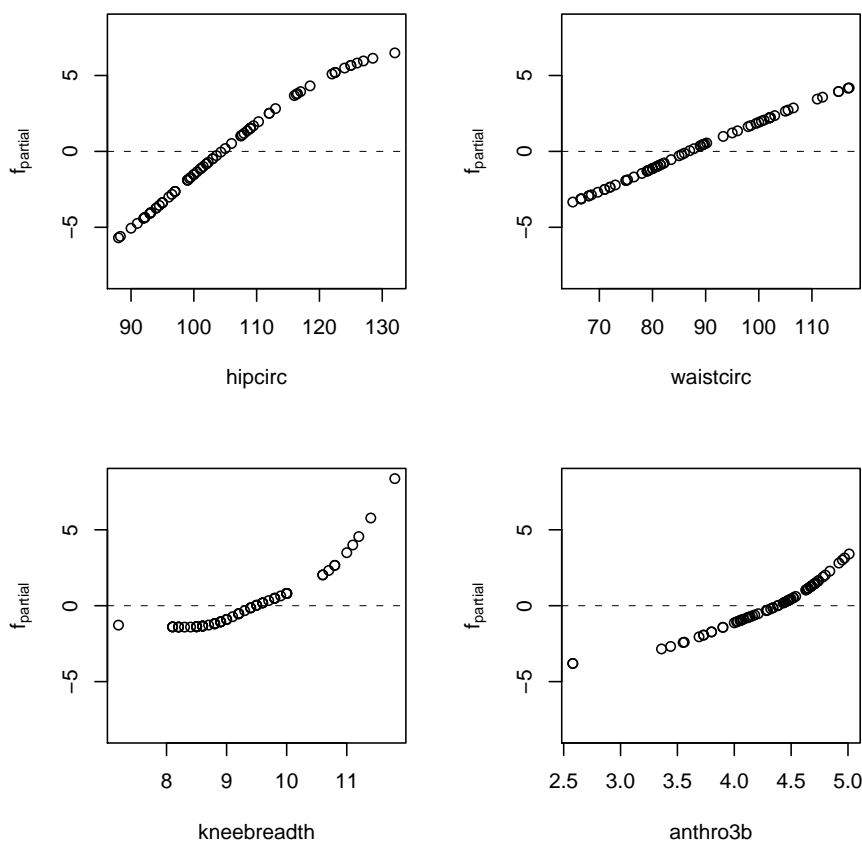 f_partial
5
0
−5
90 100 110 120 130
hipcirc
f_partial
5
0
−5
70 80 90 100 110
waistcirc
f_partial
5
0
−5
8 9 10 11
kneebreadth
f_partial
5
0
−5
2.5 3.0 3.5 4.0 4.5 5.0
anthro3b